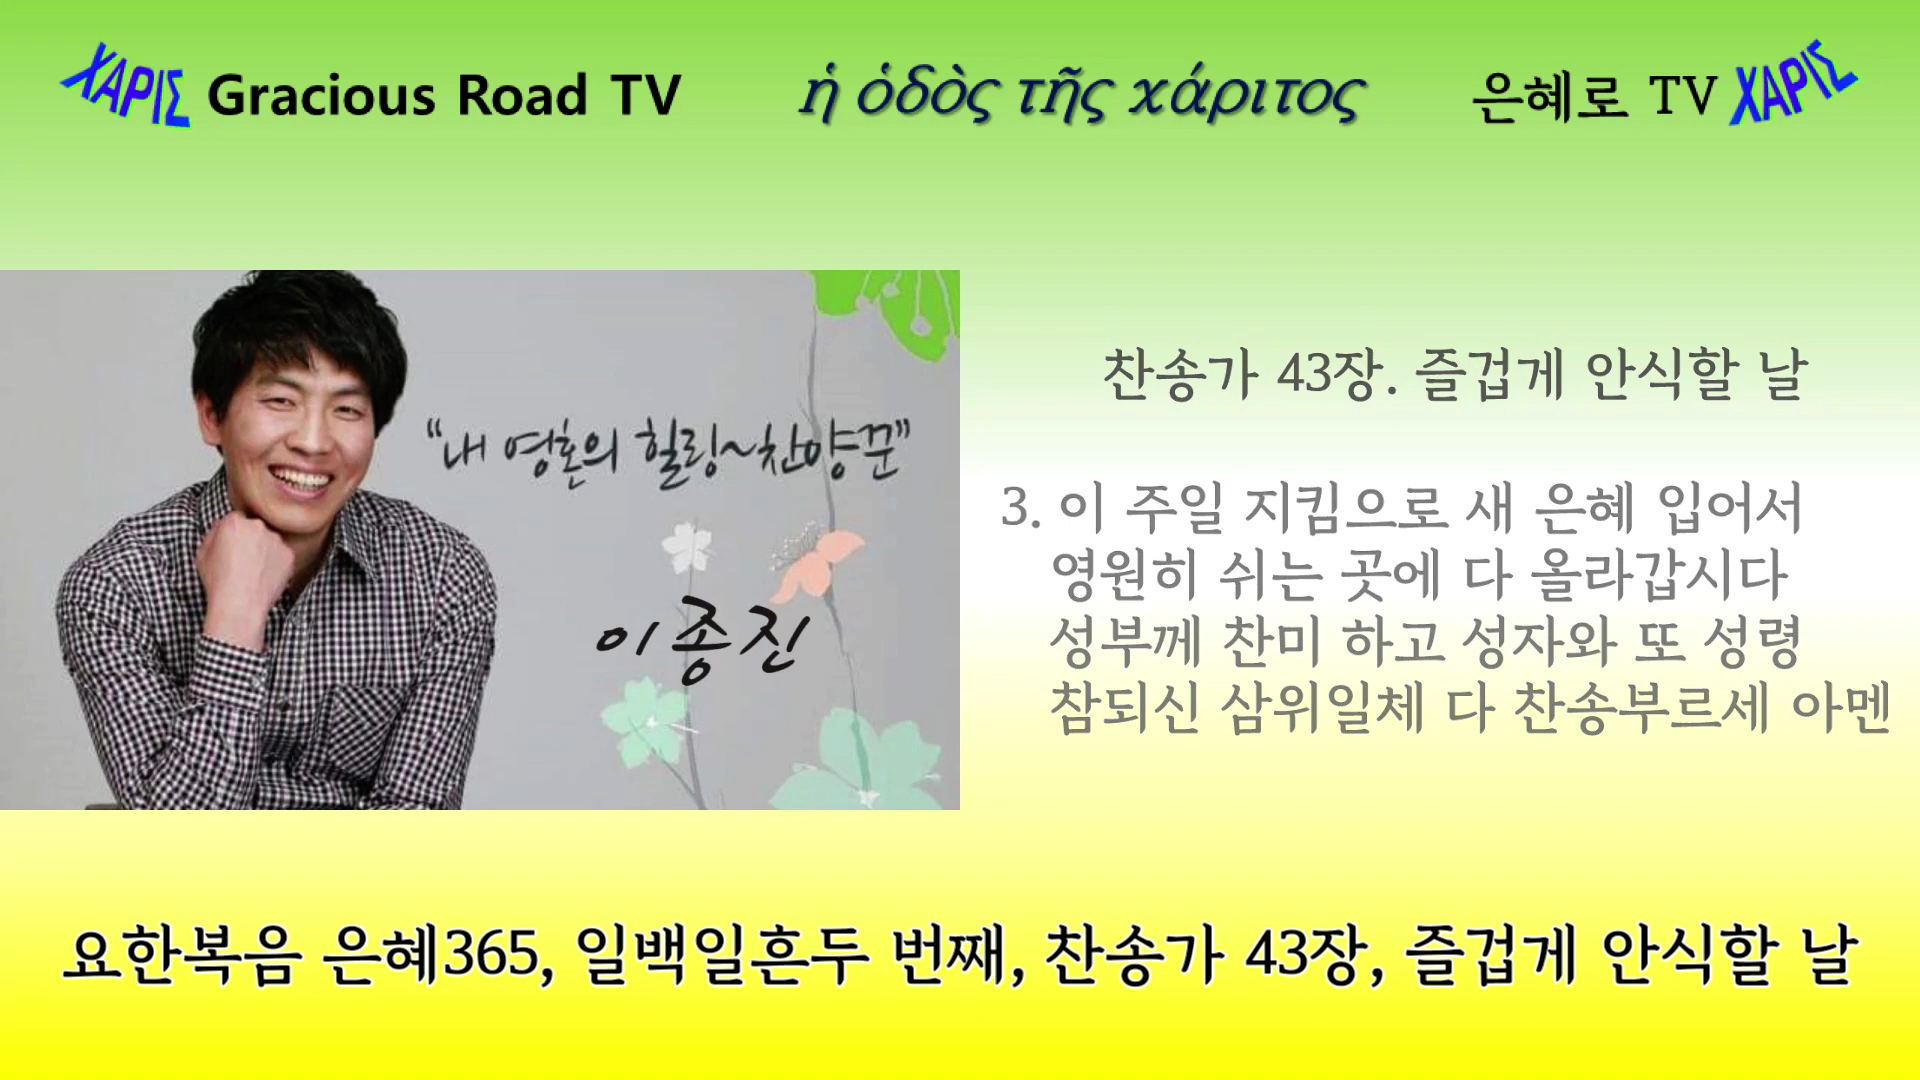 ΧΑΡΙΣ Gracious Road TV ἡ ὁδὸς τῆς χάριτος 은혜로 TV ΧΑΡΙΣ
“내 영혼의 힐링~찬양꾼”
이종진
찬송가 43장. 즐겁게 안식할 날
3. 이 주일 지킴으로 새 은혜 입어서
영원히 쉬는 곳에 다 올라갑시다
성부께 찬미 하고 성자와 또 성령
참되신 삼위일체 다 찬송부르세 아멘
요한복음 은혜365, 일백일흔두 번째, 찬송가 43장, 즐겁게 안식할 날